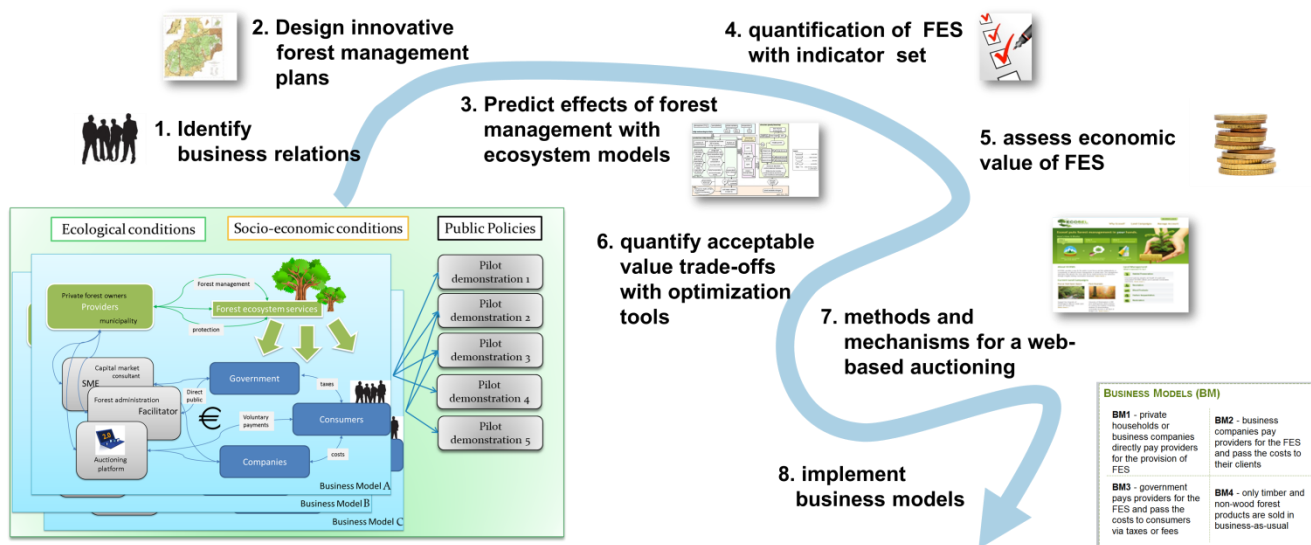 2. Design innovative
forest management
plans
4. quantification of FES
with indicator set
1. Identify
business relations
3. Predict effects of forest
management with
ecosystem models
5. assess economic
value of FES
Ecological conditions
Socio-economic conditions
Public Policies
6. quantify acceptable
value trade-offs
with optimization
tools
7. methods and
mechanisms for a web-
based auctioning
8. implement
business models
Private forest owners
Providers
municipality
Forest management
Forest ecosystem services
protection
Capital market
consultant
SME
Forest administration
Facilitator
2.0
Auctioning
platform
Direct
public
€
Voluntary
payments
Government
taxes
Consumers
costs
Companies
Business Model A
Business Model B
Business Model C
Pilot
demonstration 1
Pilot
demonstration 2
Pilot
demonstration 3
Pilot
demonstration 4
Pilot
demonstration 5
BUSINESS MODELS (BM)
BM1 - private
households or
business companies
directly pay providers
for the provision of
FES
BM2 - business
companies pay
providers for the FES
and pass the costs to
their clients
BM3 - government
pays providers for the
FES and pass the
costs to consumers
via taxes or fees
BM4 - only timber and
non-wood forest
products are sold in
business-as-usual